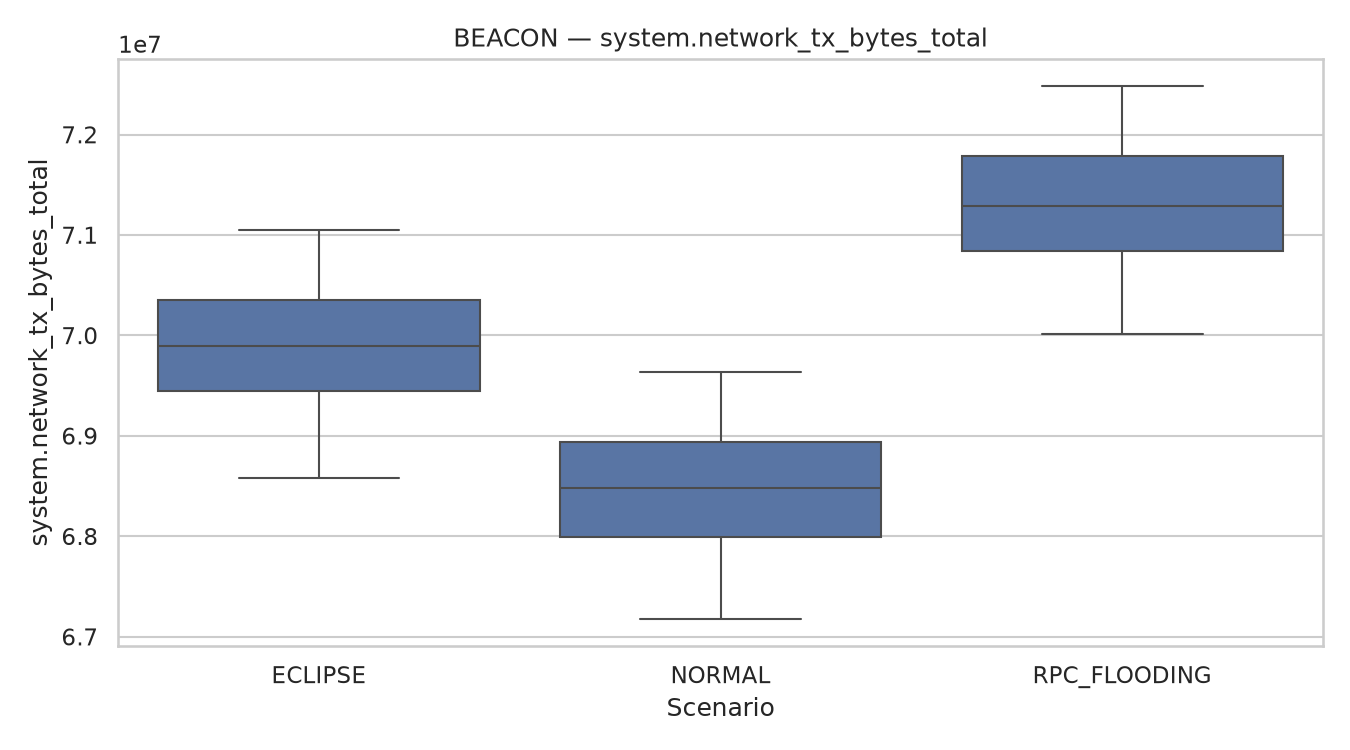 BEACON — system.network_tx_bytes_total
1e7
7.2
7.1
7.0
6.9
6.8
6.7
system.network_tx_bytes_total
ECLIPSE
NORMAL
RPC_FLOODING
Scenario